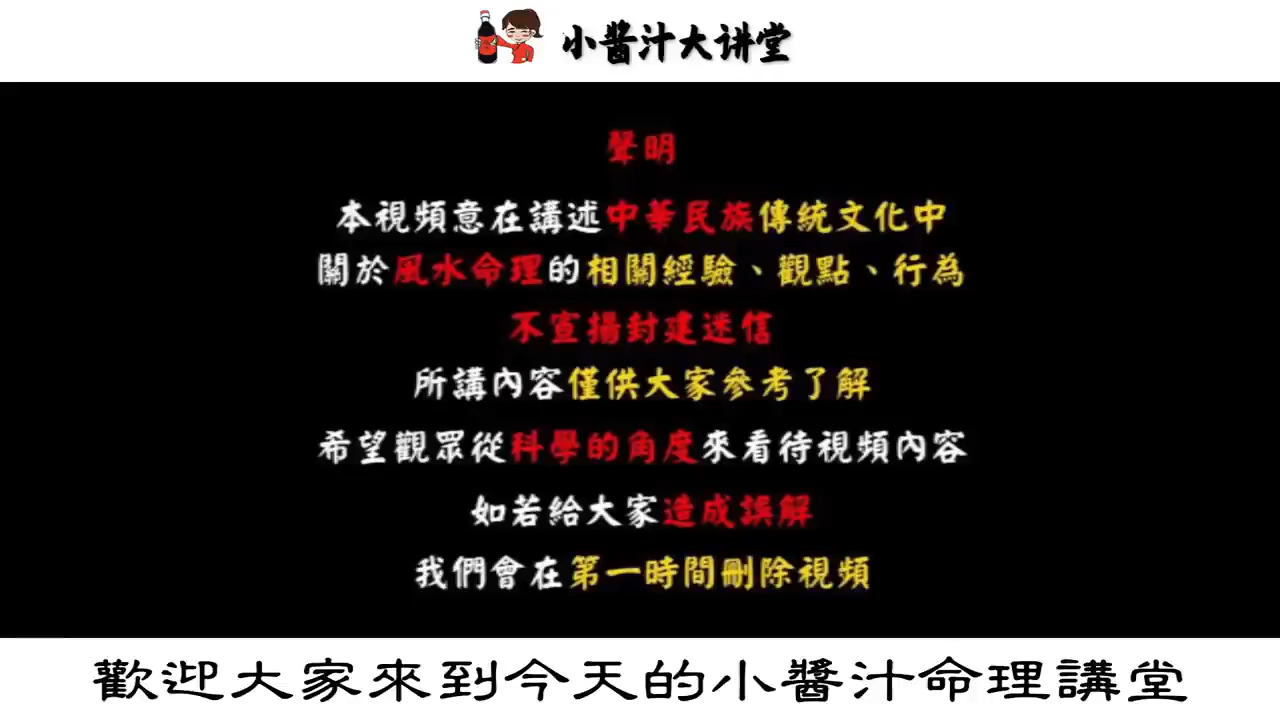 小醬汁大讲堂
聲明
本視頻意在講述中華民族傳統文化中
關於風水命理的相關經驗、觀點、行為
不宣揚封建迷信
所講內容僅供大家參考了解
希望觀眾從科學的角度來看待視頻內容
如若給大家造成誤解
我們會在第一時間刪除視頻
歡迎大家來到今天的小醬汁命理講堂